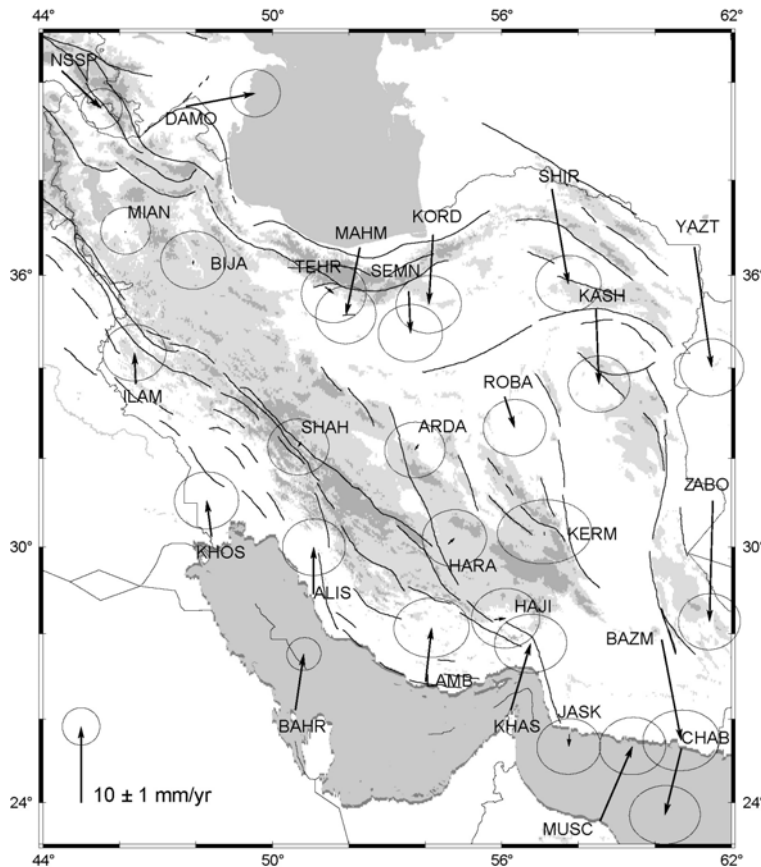 44° 50° 56° 62°
NSSP
DAMO
SHIR
MIAN
KORD
MAHM
YAZT
BIJA
TEHR
SEMN
36° 36°
KASH
ROBA
ILAM
SHAH
ARDA
ZABO
KHOS
30° 30°
KERM
HARA
ALIS
HAJI
BAZM
LAMB
JASK
BAHR
KHAS
CHAB
10 ± 1 mm/yr
24° 24°
MUSC
44° 50° 56° 62°